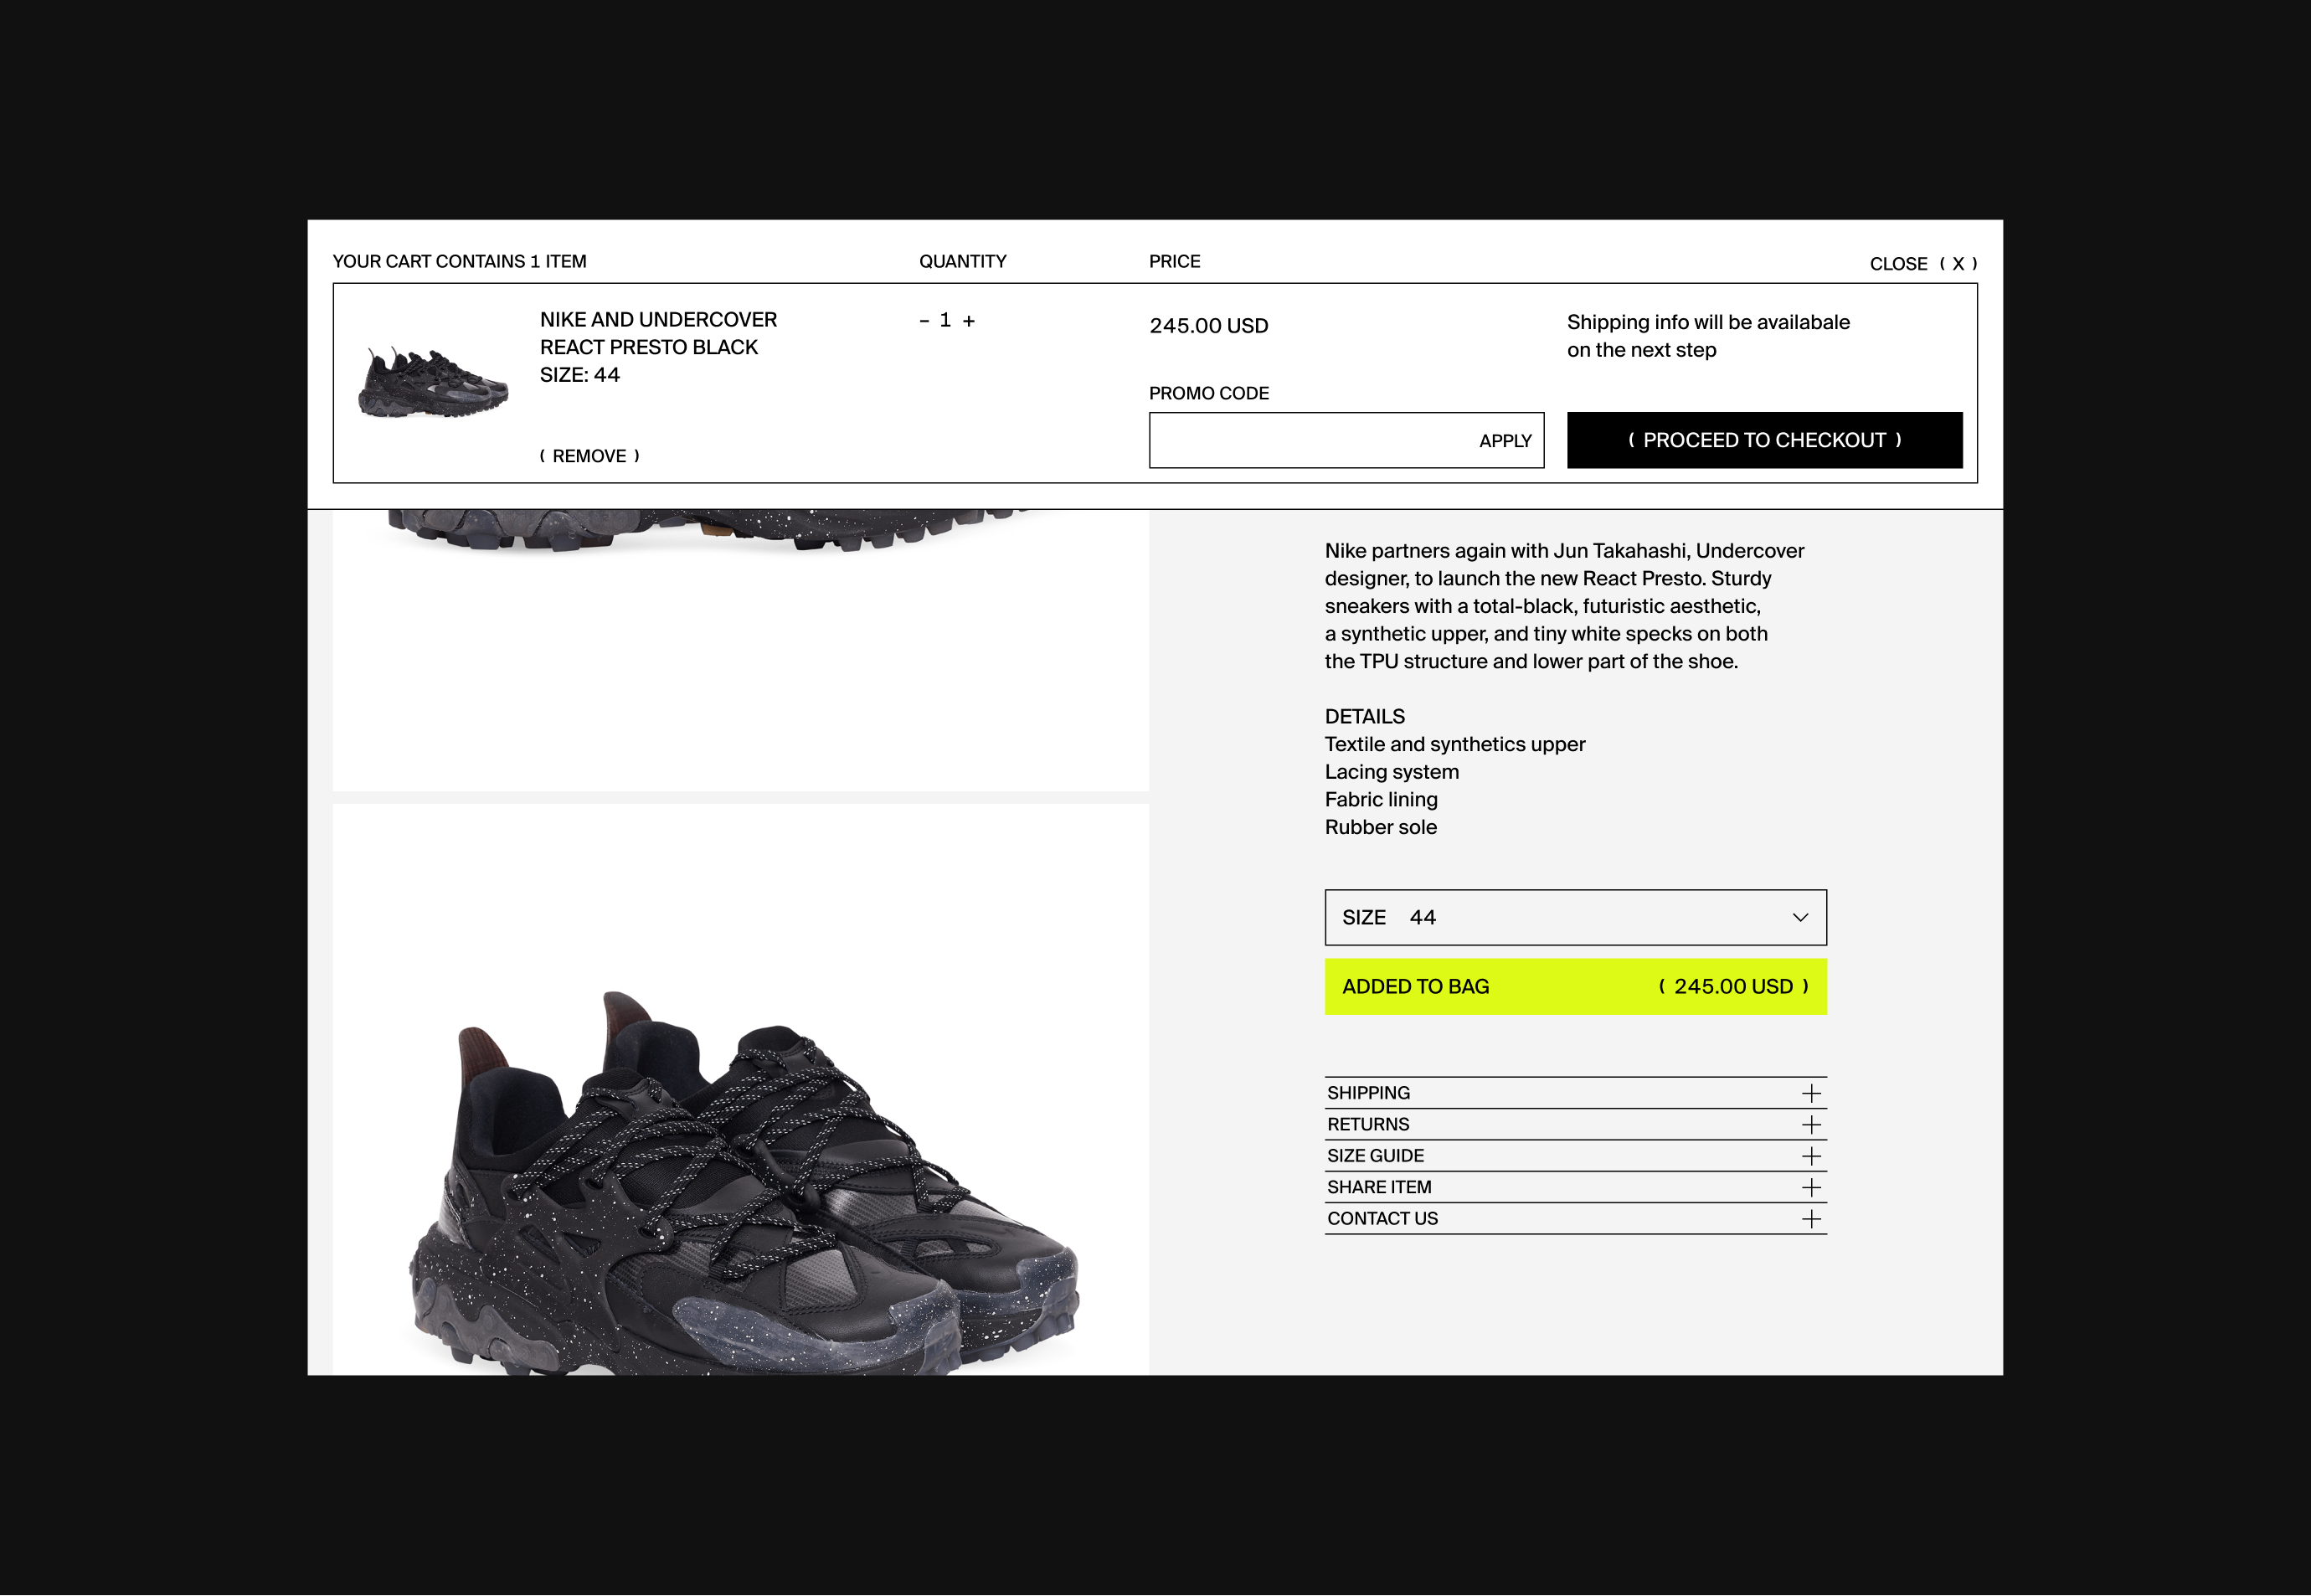 YOUR CART CONTAINS 1 ITEM
QUANTITY
PRICE
CLOSE ( X )
NIKE AND UNDERCOVER
REACT PRESTO BLACK
SIZE: 44
( REMOVE )
– 1 +
245.00 USD
PROMO CODE
APPLY
Shipping info will be availabale
on the next step
( PROCEED TO CHECKOUT )
Nike partners again with Jun Takahashi, Undercover
designer, to launch the new React Presto. Sturdy
sneakers with a total-black, futuristic aesthetic,
a synthetic upper, and tiny white specks on both
the TPU structure and lower part of the shoe.
DETAILS
Textile and synthetics upper
Lacing system
Fabric lining
Rubber sole
SIZE 44
ADDED TO BAG ( 245.00 USD )
SHIPPING +
RETURNS +
SIZE GUIDE +
SHARE ITEM +
CONTACT US +